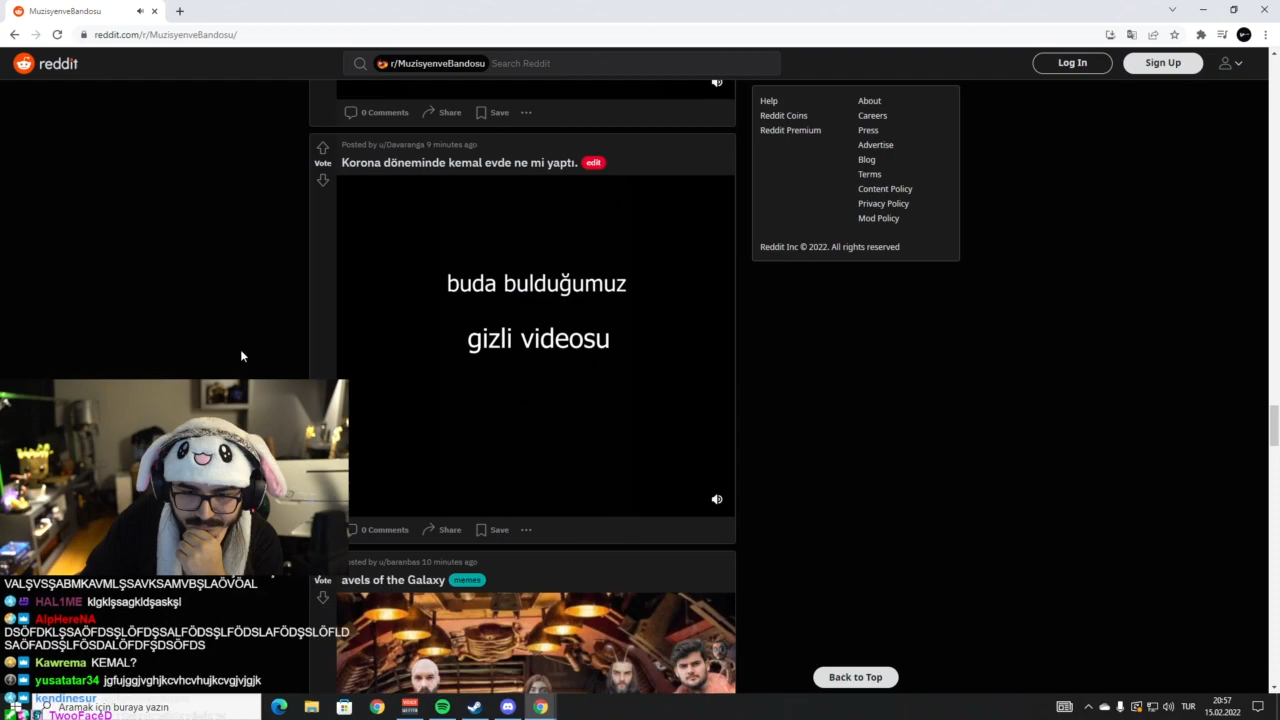 MuzisyenveBandosu
reddit.com/r/MuzisyenveBandosu/
reddit
r/MuzisyenveBandosu
Search Reddit
Log In
Sign Up
0 Comments
Share
Save
Help
About
Reddit Coins
Careers
Reddit Premium
Press
Advertise
Blog
Terms
Content Policy
Privacy Policy
Mod Policy
Reddit Inc © 2022. All rights reserved
Posted by u/Davaranga 9 minutes ago
Vote
Korona döneminde kemal evde ne mi yaptı. edit
buda bulduğumuz
gizli videosu
0 Comments
Share
Save
osted by u/baranbas 10 minutes ago
Vote
avels of the Galaxy memes
VALŞVSŞABMKAVMLŞSAVKSAMVBŞLAÖVÖAL
HAL1ME klgklşsagkldşaskşl
AlpHereNA
DSÖFDKLŞSAÖFDŞSLÖFDŞSALFÖDSŞLFÖDSLAFÖDŞSLÖFLD
SAÖFADSŞLFÖSDALÖFDFŞDSÖFDS
Kawrema KEMAL?
yusatatar34 jgfujggjvghjkcvhcvhujkcvgjvjgjk
kendinesur
TwooFacéD
Aramak için buraya yazın
Back to Top
VOICE
TUR
20:57
15.02.2022